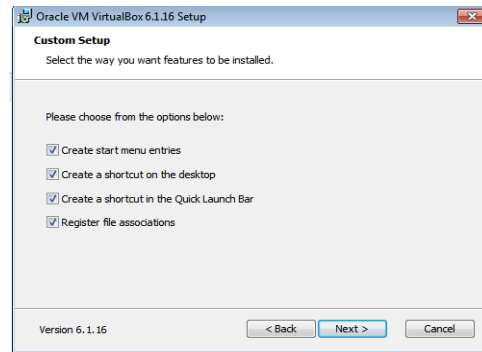 Oracle VM VirtualBox 6.1.16 Setup
Custom Setup
Select the way you want features to be installed.
Please choose from the options below:
Create start menu entries
Create a shortcut on the desktop
Create a shortcut in the Quick Launch Bar
Register file associations
Version 6.1.16 < Back Next > Cancel